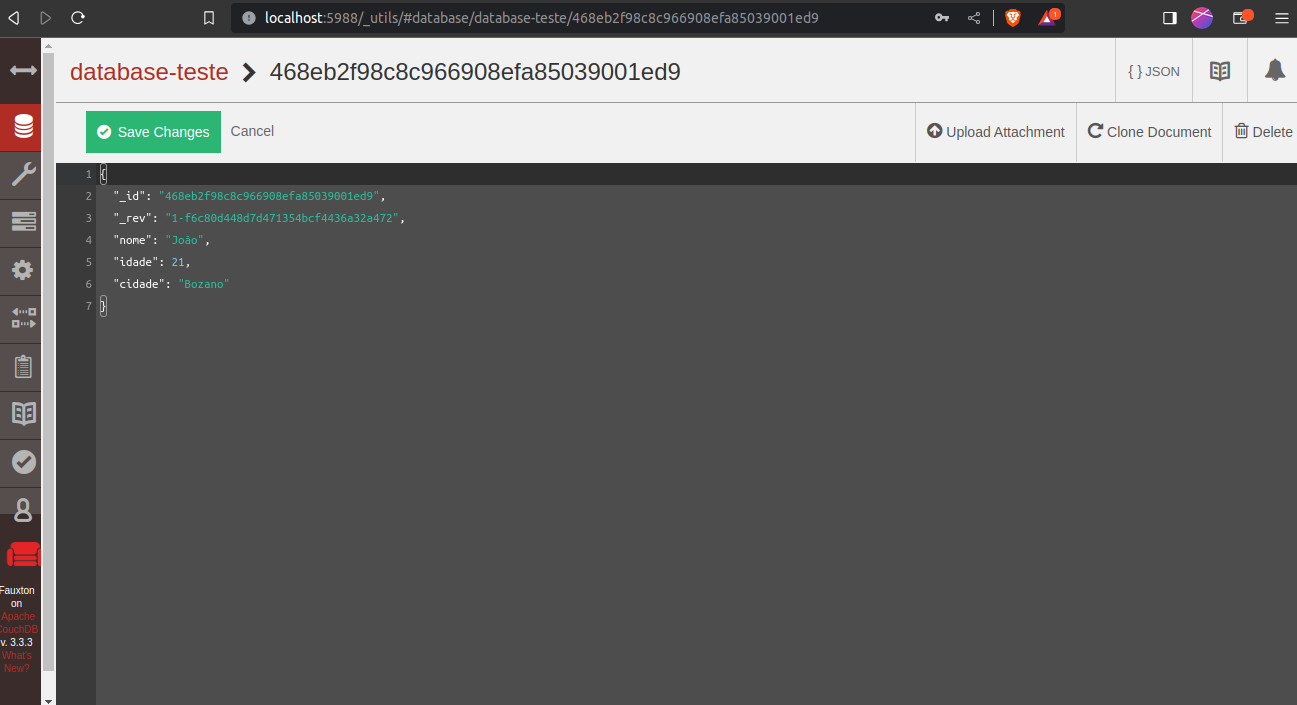 localhost:5988/_utils/#database/database-teste/468eb2f98c8c966908efa85039001ed9
1
database-teste 468eb2f98c8c966908efa85039001ed9
{ } JSON
Save Changes Cancel
Upload Attachment Clone Document Delete
1 {
2 "_id": "468eb2f98c8c966908efa85039001ed9",
3 "_rev": "1-f6c80d448d7d471354bcf4436a32a472",
4 "nome": "João",
5 "idade": 21,
6 "cidade": "Bozano"
7 }
Fauxton
on
Apache
CouchDB
v. 3.3.3
What's
New?